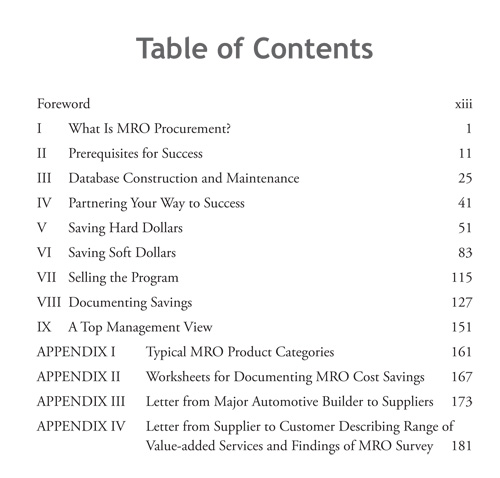 Table of Contents
Foreword xiii
I What Is MRO Procurement? 1
II Prerequisites for Success 11
III Database Construction and Maintenance 25
IV Partnering Your Way to Success 41
V Saving Hard Dollars 51
VI Saving Soft Dollars 83
VII Selling the Program 115
VIII Documenting Savings 127
IX A Top Management View 151
APPENDIX I Typical MRO Product Categories 161
APPENDIX II Worksheets for Documenting MRO Cost Savings 167
APPENDIX III Letter from Major Automotive Builder to Suppliers 173
APPENDIX IV Letter from Supplier to Customer Describing Range of
Value-added Services and Findings of MRO Survey 181